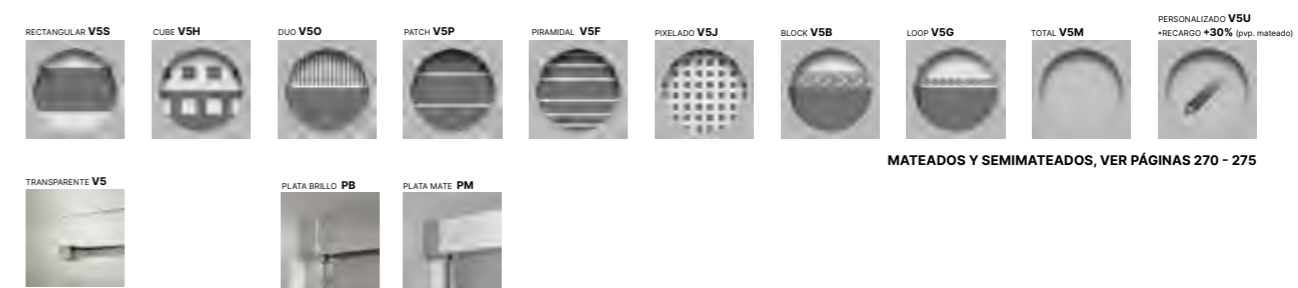 RECTANGULAR V5S
CUBE V5H
DUO V5O
PATCH V5P
PIRAMIDAL V5F
PIXELADO V5J
BLOCK V5B
LOOP V5G
TOTAL V5M
PERSONALIZADO V5U
*RECARGO +30% (pvp. mateado)
MATEADOS Y SEMIMATEADOS, VER PÁGINAS 270 - 275
TRANSPARENTE V5
PLATA BRILLO PB
PLATA MATE PM